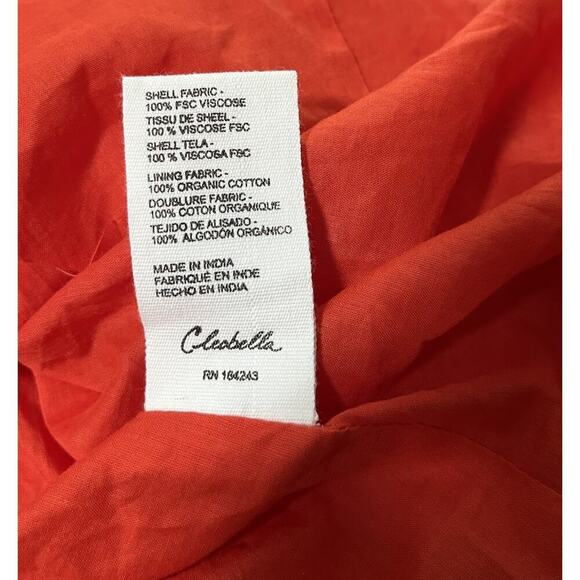 SHELL FABRIC -
100% FSC VISCOSE
TISSU DE SHEEL -
100 % VISCOSE FSC
SHELL TELA -
100 % VISCOSA FSC
LINING FABRIC -
100% ORGANIC COTTON
DOUBLURE FABRIC -
100% COTON ORGANIQUE
TEJIDO DE ALISADO -
100% ALGODÓN ORGÁNICO
MADE IN INDIA
FABRIQUÉ EN INDE
HECHO EN INDIA
Cleobella
RN 164243